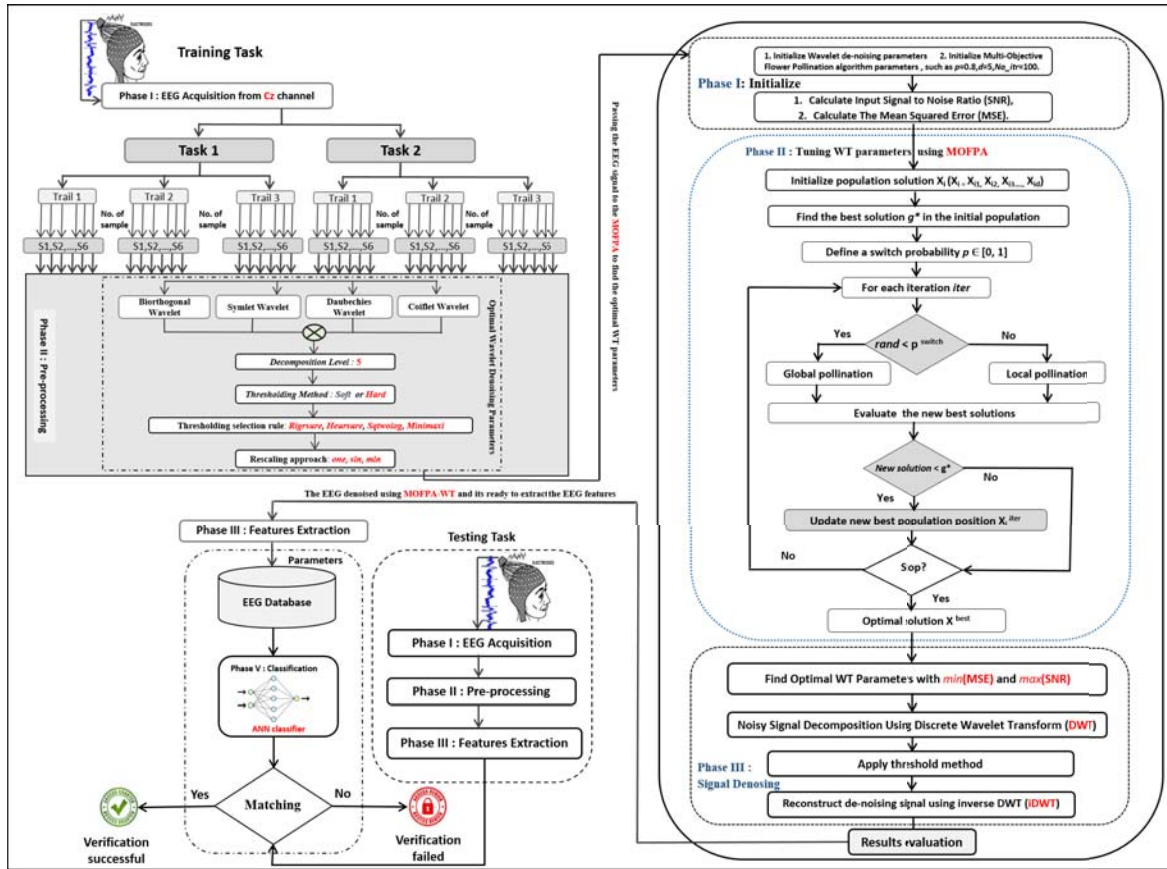 Training Task
Phase I : EEG Acquisition from Cz channel
Task 1
Task 2
Trail 1
Trail 2
Trail 3
Trail 1
Trail 2
Trail 3
No. of
sample
No. of
sample
No. of
sample
No. of
sample
S1,S2,...,S6
S1,S2,...,S6
S1,S2,...,S6
S1,S2,...,S6
S1,S2,...,S6
S1,S2,...,S6
Phase II : Pre-processing
Biorthogonal
Wavelet
Symlet Wavelet
Daubechies
Wavelet
Coiflet Wavelet
Decomposition Level : 5
Thresholding Method : Soft or Hard
Thresholding selection rule: Rigrsure, Heursure, Sqtwolog, Minimaxi
Rescaling approach: one, sin, min
Optimal Wavelet Denoising Parameters
Passing the EEG signal to the MOFPA to find the optimal WT parameters
1. Initialize Wavelet de-noising parameters 2. Initialize Multi-Objective
Flower Pollination algorithm parameters , such as p=0.8,d=5,No_itr=100.
Phase I: Initialize
1. Calculate Input Signal to Noise Ratio (SNR),
2. Calculate The Mean Squared Error (MSE).
Phase II : Tuning WT parameters using MOFPA
Initialize population solution Xi (Xi = Xi1, Xi2, Xi3..., Xid)
Find the best solution g* in the initial population
Define a switch probability p ∈ [0, 1]
For each iteration iter
Yes
rand < p switch
No
Global pollination
Local pollination
Evaluate the new best solutions
New solution < g*
No
Yes
Update new best population position Xi iter
No
Stop?
Yes
Optimal solution X best
Find Optimal WT Parameters with min(MSE) and max(SNR)
Noisy Signal Decomposition Using Discrete Wavelet Transform (DWT)
Phase III :
Signal Denosing
Apply threshold method
Reconstruct de-noising signal using inverse DWT (iDWT)
Results evaluation
The EEG denoised using MOFPA-WT and its ready to extract the EEG features
Phase III : Features Extraction
Parameters
EEG Database
Phase V : Classification
ANN classifier
Matching
Yes
No
Verification
successful
Verification
failed
Testing Task
Phase I : EEG Acquisition
Phase II : Pre-processing
Phase III : Features Extraction